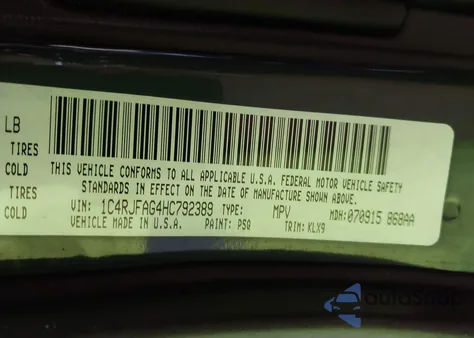 LB
TIRES
COLD
TIRES
COLD
THIS VEHICLE CONFORMS TO ALL APPLICABLE U.S.A. FEDERAL MOTOR VEHICLE SAFETY
STANDARDS IN EFFECT ON THE DATE OF MANUFACTURE SHOWN ABOVE.
VIN: 1C4RJFAG4HC792389 TYPE: MPV MDH: 070915 868AA
VEHICLE MADE IN U.S.A. PAINT: PSQ TRIM: KLX9
autoSnap